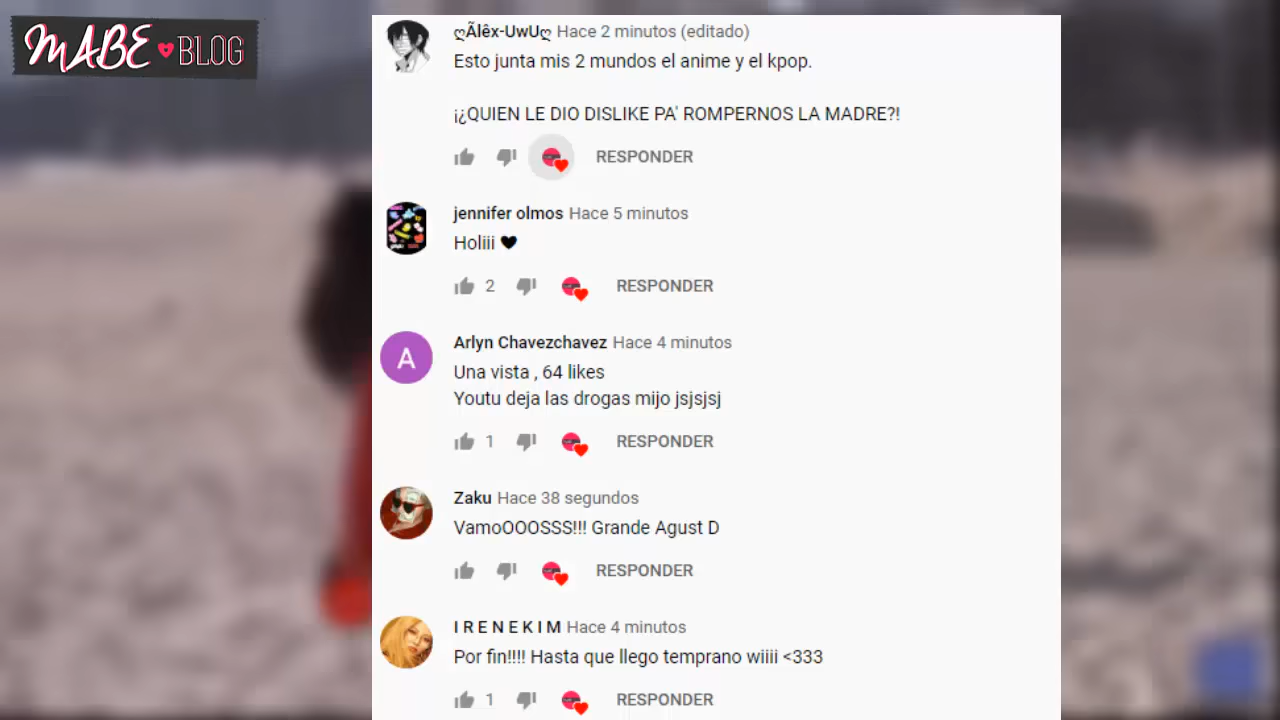 MABE BLOG
ღÃlêx-UwUღ Hace 2 minutos (editado)
Esto junta mis 2 mundos el anime y el kpop.
¡¿QUIEN LE DIO DISLIKE PA' ROMPERNOS LA MADRE?!
RESPONDER
jennifer olmos Hace 5 minutos
Holiii 🖤
2 RESPONDER
A
Arlyn Chavezchavez Hace 4 minutos
Una vista , 64 likes
Youtu deja las drogas mijo jsjsjsj
1 RESPONDER
Zaku Hace 38 segundos
VamoOOOSSS!!! Grande Agust D
RESPONDER
I R E N E K I M Hace 4 minutos
Por fin!!!! Hasta que llego temprano wiiii <333
1 RESPONDER